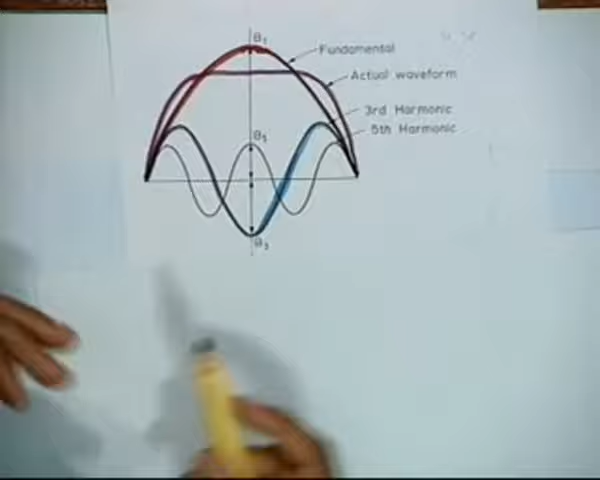 B₁
Fundamental
Actual waveform
3rd Harmonic
B₅
5th Harmonic
B₃